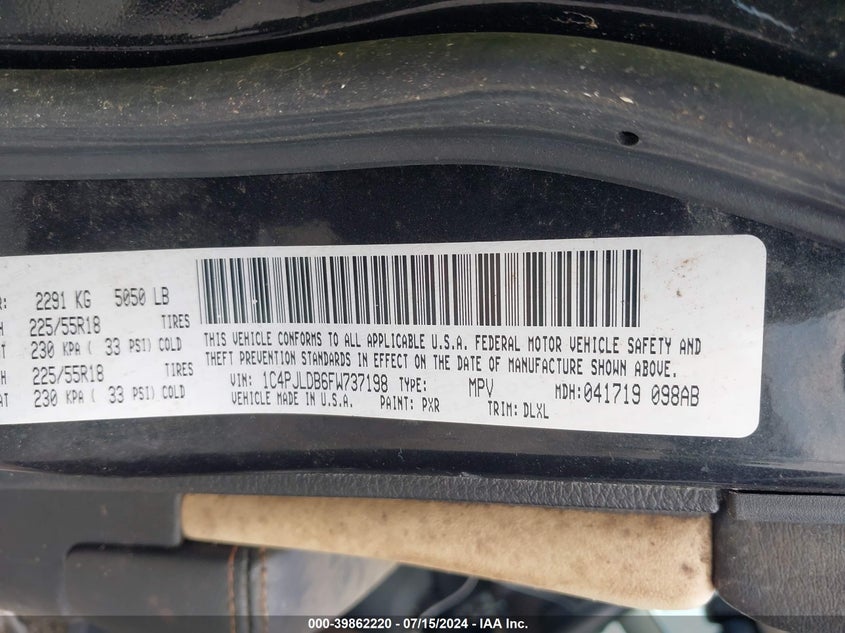 R: 2291 KG 5050 LB
H 225/55R18 TIRES
AT 230 KPA ( 33 PSI) COLD
H 225/55R18
AT 230 KPA ( 33 PSI) COLD
THIS VEHICLE CONFORMS TO ALL APPLICABLE U.S.A. FEDERAL MOTOR VEHICLE SAFETY AND
THEFT PREVENTION STANDARDS IN EFFECT ON THE DATE OF MANUFACTURE SHOWN ABOVE.
VIN: 1C4PJLDB6FW737198 TYPE: MPV MDH:041719 098AB
VEHICLE MADE IN U.S.A. PAINT: PXR TRIM: DLXL
000-39862220 - 07/15/2024 - IAA Inc.